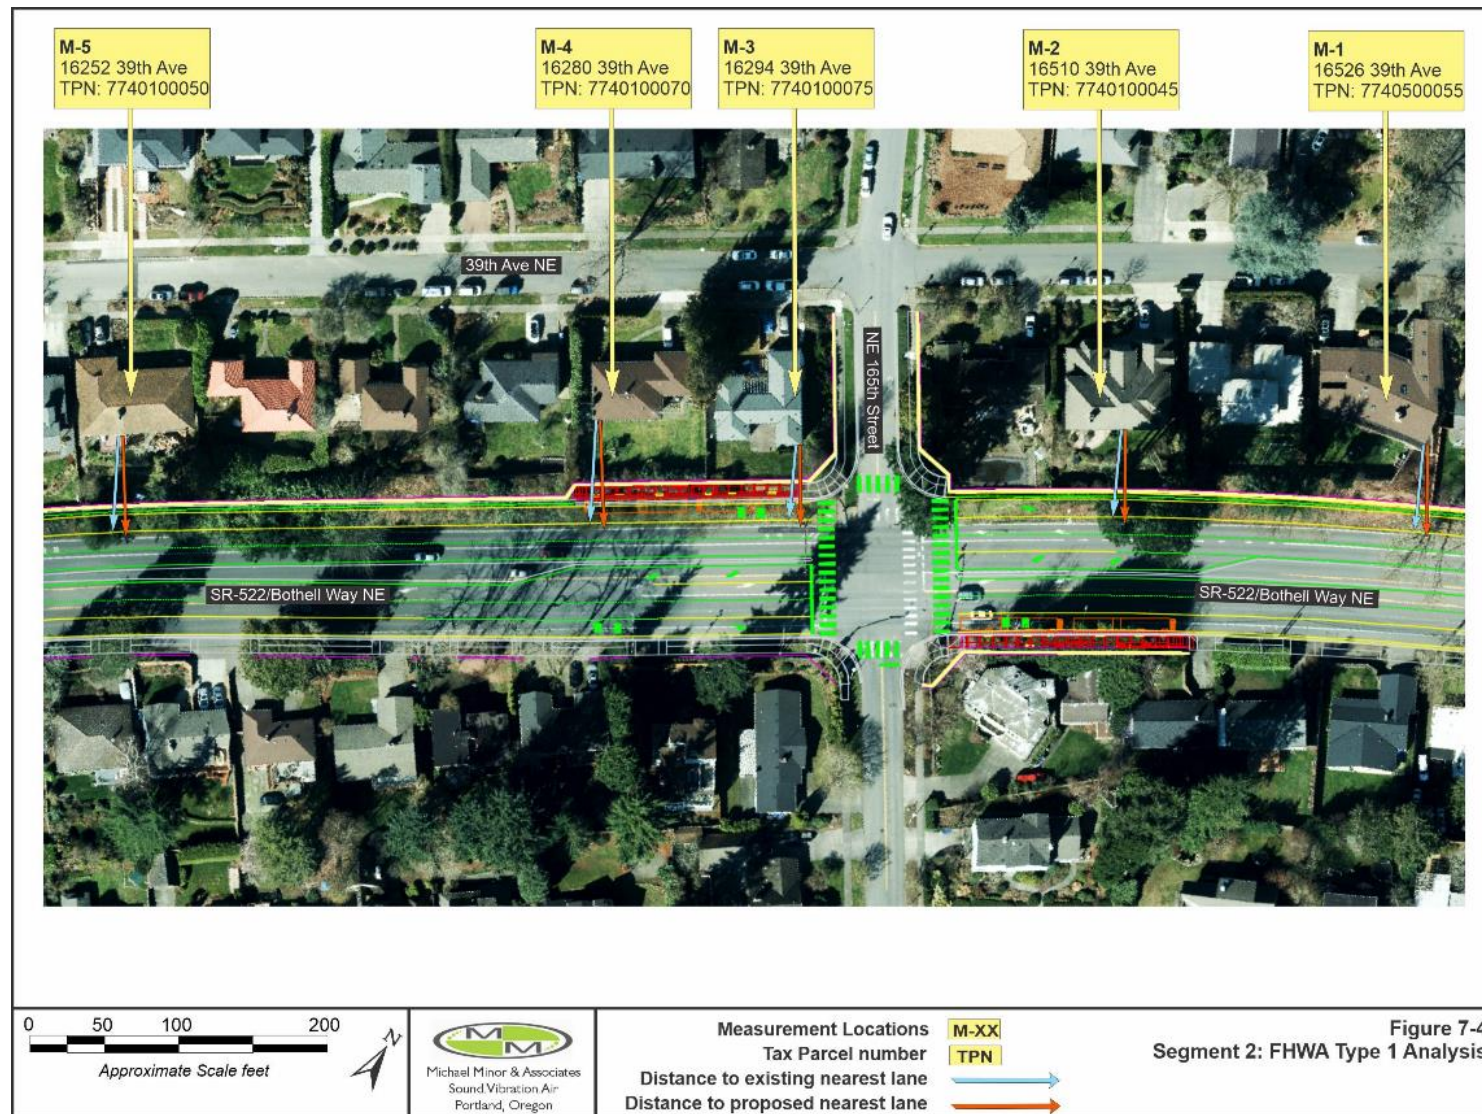 M-5
16252 39th Ave
TPN: 7740100050
M-4
16280 39th Ave
TPN: 7740100070
M-3
16294 39th Ave
TPN: 7740100075
M-2
16510 39th Ave
TPN: 7740100045
M-1
16526 39th Ave
TPN: 7740500055
39th Ave NE
NE 165th Street
SR-522/Bothell Way NE
SR-522/Bothell Way NE
0 50 100 200
Approximate Scale feet
N
M M
Michael Minor & Associates
Sound.Vibration.Air
Portland, Oregon
Measurement Locations M-XX
Tax Parcel number TPN
Distance to existing nearest lane
Distance to proposed nearest lane
Figure 7-4
Segment 2: FHWA Type 1 Analysis